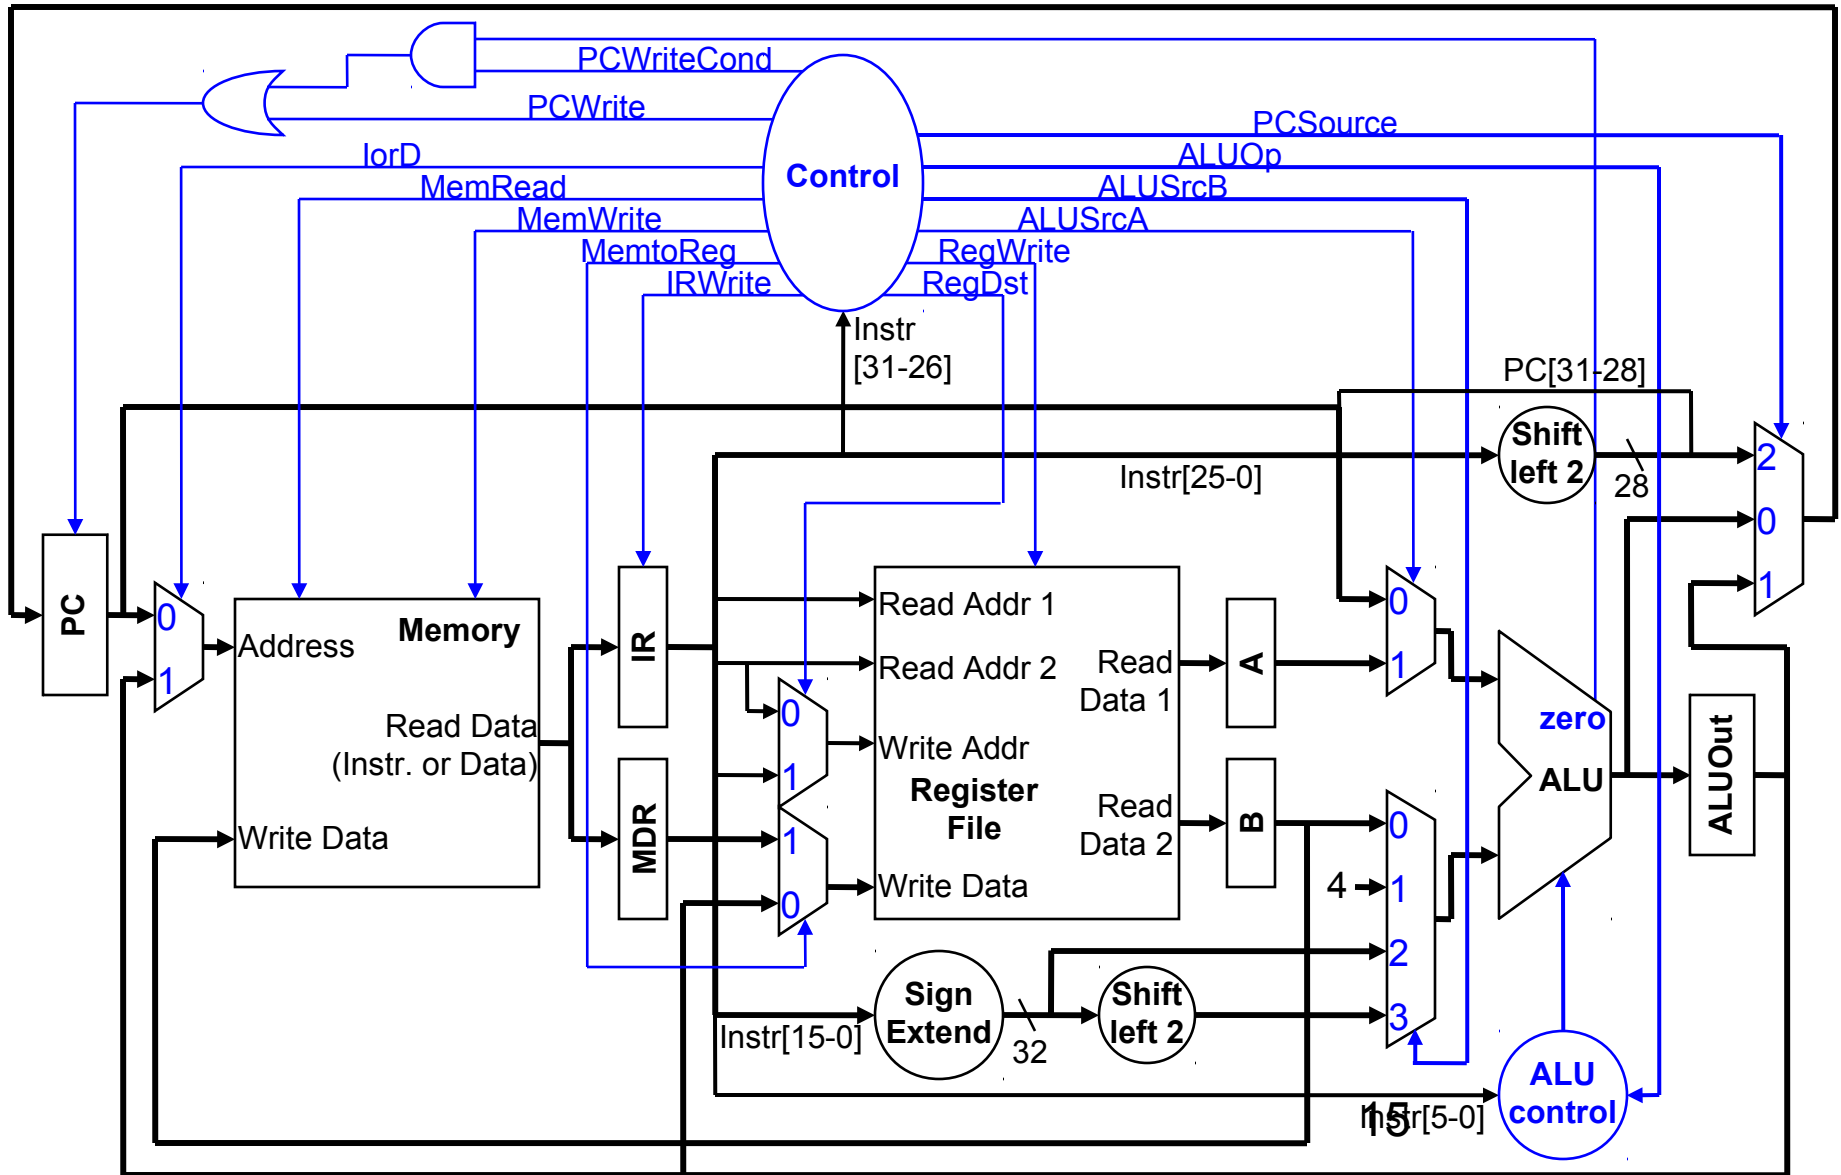 PCWriteCond
PCWrite
PCSource
IorD
ALUOp
Control
MemRead
ALUSrcB
MemWrite
ALUSrcA
MemtoReg
RegWrite
IRWrite
RegDst
Instr
[31-26]
PC[31-28]
Shift
left 2
2
Instr[25-0]
28
0
1
PC
0
1
Address
Memory
Read Data
(Instr. or Data)
Write Data
IR
MDR
0
1
1
0
Read Addr 1
Read Addr 2
Write Addr
Register
File
Write Data
Read
Data 1
Read
Data 2
A
B
0
1
0
4
1
2
3
zero
ALU
ALUOut
Sign
Extend
Shift
left 2
Instr[15-0]
32
ALU
control
Instr[5-0]
15